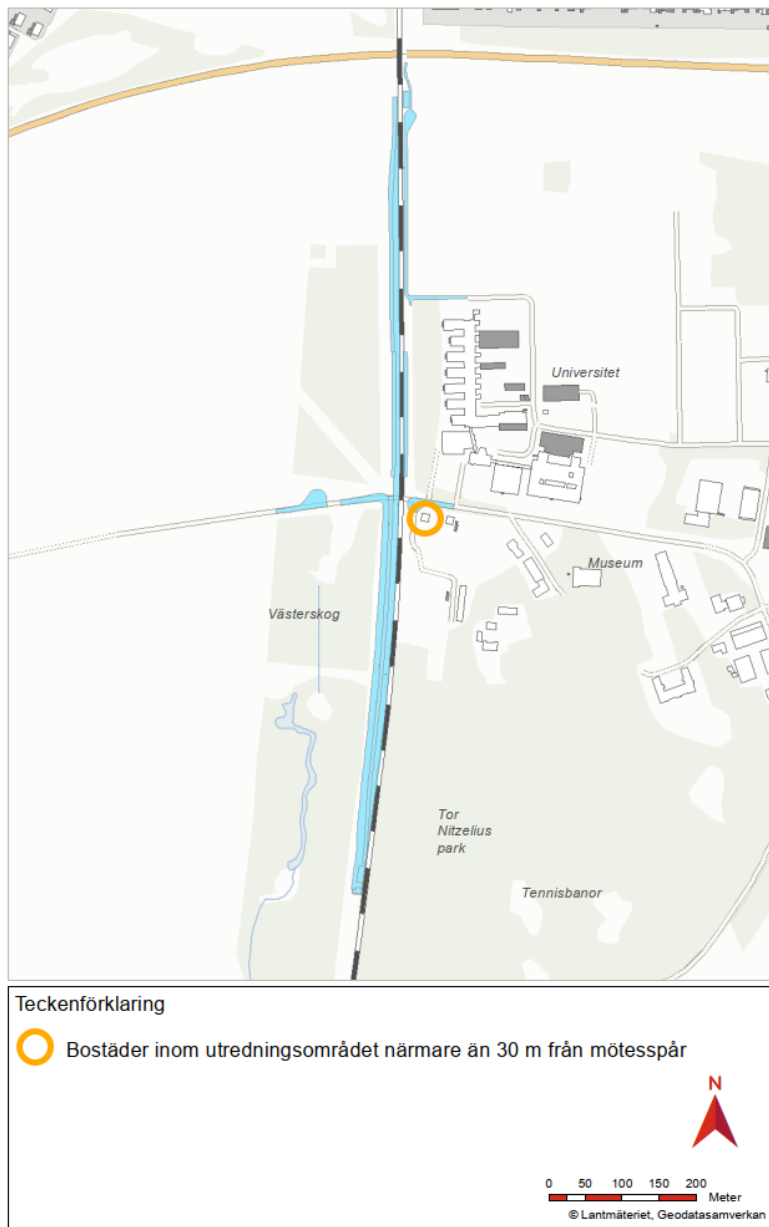 Universitet
Museum
Västerskog
Tor
Nitzelius
park
Tennisbanor
Teckenförklaring
Bostäder inom utredningsområdet närmare än 30 m från mötesspår
N
0 50 100 150 200
Meter
© Lantmäteriet, Geodatasamverkan